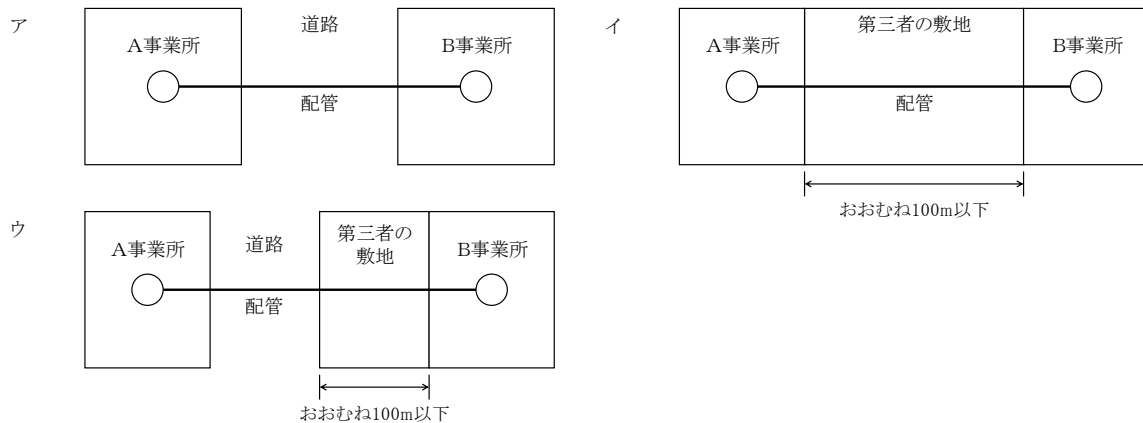 ア
A事業所
道路
B事業所
配管
イ
A事業所
第三者の敷地
B事業所
配管
おおむね100m以下
ウ
A事業所
道路
第三者の
敷地
B事業所
配管
おおむね100m以下